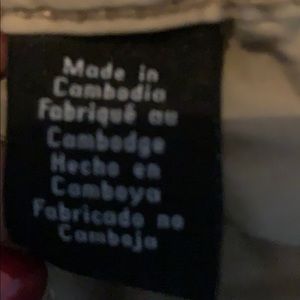 Made in
Cambodia
Fabriqué au
Cambodge
Hecho en
Camboya
Fabricado no
Camboja